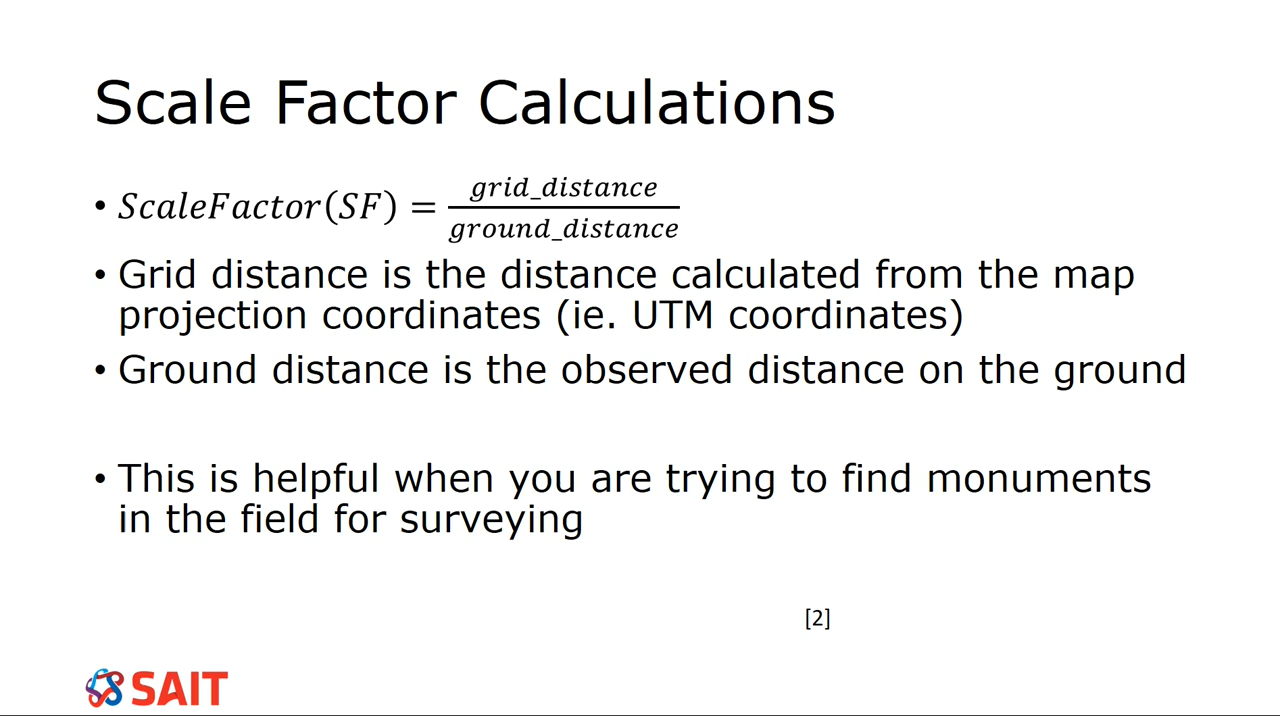 Scale Factor Calculations
• ScaleFactor(SF) = grid_distance / ground_distance
• Grid distance is the distance calculated from the map
projection coordinates (ie. UTM coordinates)
• Ground distance is the observed distance on the ground
• This is helpful when you are trying to find monuments
in the field for surveying
[2]
SAIT